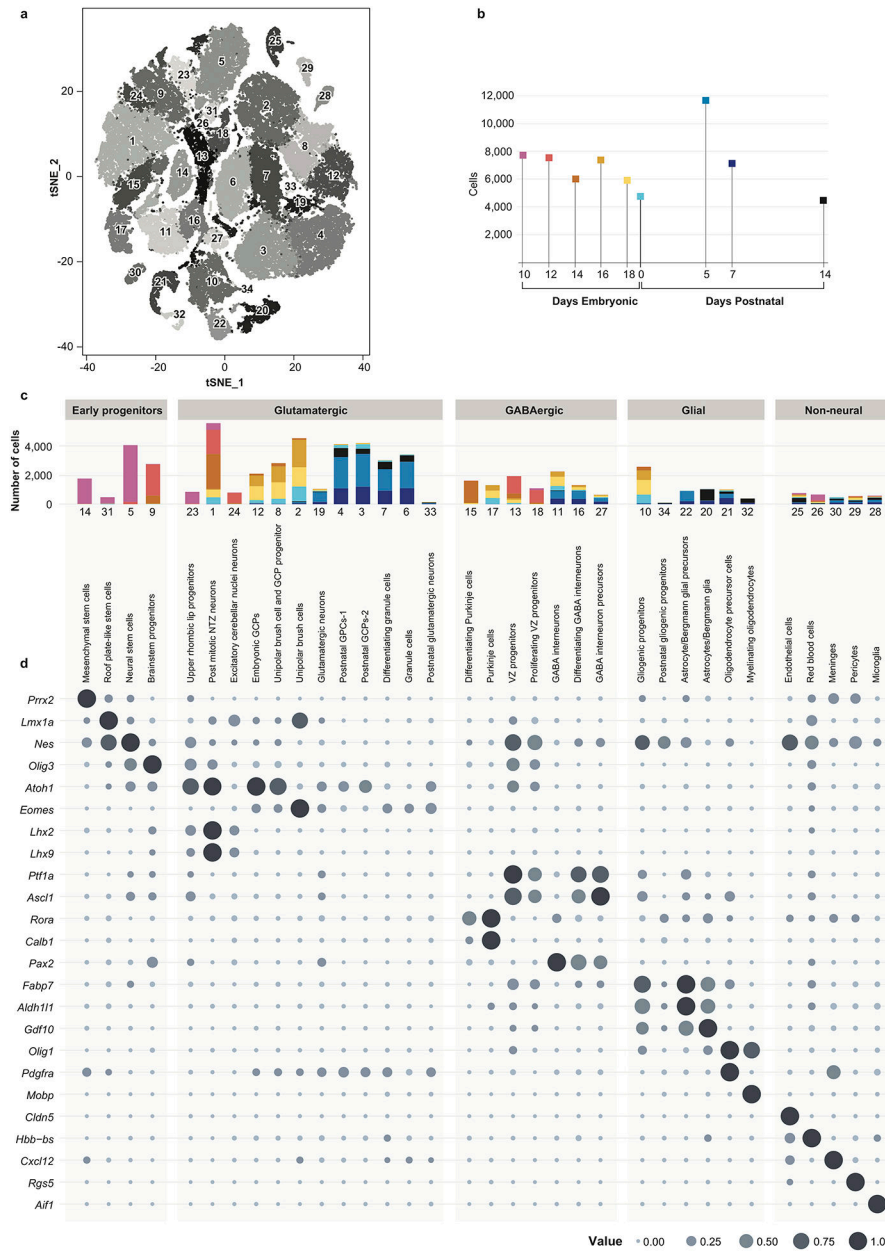 a
tSNE_2
20
0
-20
-40
-40
-20
0
20
40
tSNE_1
25
5
29
23
28
24
9
2
31
26
18
1
8
13
14
7
12
15
6
33
19
17
16
11
27
4
3
30
21
10
34
32
22
20
b
Cells
12,000
10,000
8,000
6,000
4,000
2,000
10 12 14 16 18 0 5 7 14
Days Embryonic Days Postnatal
c
Early progenitors Glutamatergic GABAergic Glial Non-neural
Number of cells
4,000
2,000
0
14 31 5 9 23 1 24 12 8 2 19 4 3 7 6 33 15 17 13 18 11 16 27 10 34 22 20 21 32 25 26 30 29 28
Mesenchymal stem cells
Roof plate-like stem cells
Neural stem cells
Brainstem progenitors
Upper rhombic lip progenitors
Post mitotic NTZ neurons
Excitatory cerebellar nuclei neurons
Embryonic GCPs
Unipolar brush cell and GCP progenitor
Unipolar brush cells
Glutamatergic neurons
Postnatal GPCs-1
Postnatal GCPs-2
Differentiating granule cells
Granule cells
Postnatal glutamatergic neurons
Differentiating Purkinje cells
Purkinje cells
VZ progenitors
Proliferating VZ progenitors
GABA interneurons
Differentiating GABA interneurons
GABA interneuron precursors
Gliogenic progenitors
Postnatal gliogenic progenitors
Astrocyte/Bergmann glial precursors
Astrocytes/Bergmann glia
Oligodendrocyte precursor cells
Myelinating oligodendrocytes
Endothelial cells
Red blood cells
Meninges
Pericytes
Microglia
d
Prrx2
Lmx1a
Nes
Olig3
Atoh1
Eomes
Lhx2
Lhx9
Ptf1a
Ascl1
Rora
Calb1
Pax2
Fabp7
Aldh1l1
Gdf10
Olig1
Pdgfra
Mobp
Cldn5
Hbb−bs
Cxcl12
Rgs5
Aif1
Value 0.00 0.25 0.50 0.75 1.0